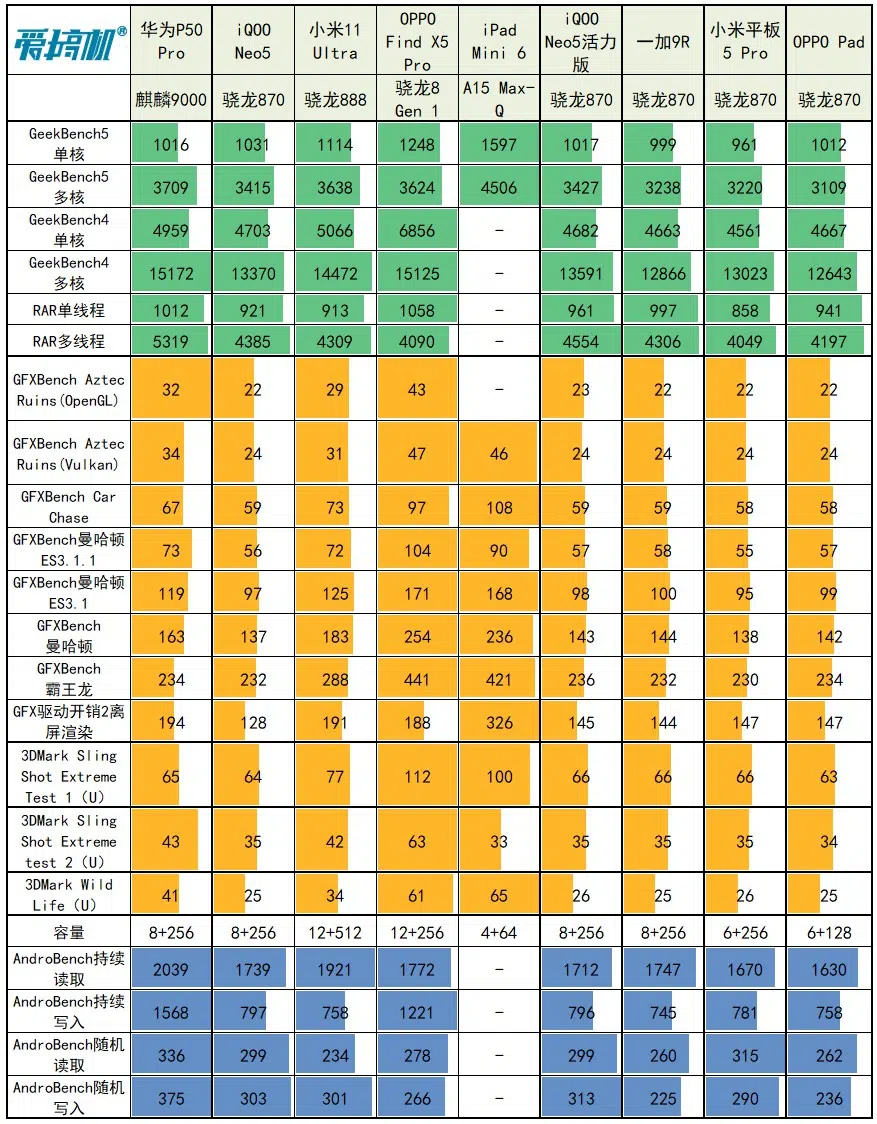 爱搞机®
华为P50 Pro iQOO Neo5 小米11 Ultra OPPO Find X5 Pro iPad Mini 6 iQOO Neo5活力版 一加9R 小米平板5 Pro OPPO Pad
麒麟9000 骁龙870 骁龙888 骁龙8 Gen 1 A15 Max-Q 骁龙870 骁龙870 骁龙870 骁龙870
GeekBench5 单核 1016 1031 1114 1248 1597 1017 999 961 1012
GeekBench5 多核 3709 3415 3638 3624 4506 3427 3238 3220 3109
GeekBench4 单核 4959 4703 5066 6856 - 4682 4663 4561 4667
GeekBench4 多核 15172 13370 14472 15125 - 13591 12866 13023 12643
RAR单线程 1012 921 913 1058 - 961 997 858 941
RAR多线程 5319 4385 4309 4090 - 4554 4306 4049 4197
GFXBench Aztec Ruins(OpenGL) 32 22 29 43 - 23 22 22 22
GFXBench Aztec Ruins(Vulkan) 34 24 31 47 46 24 24 24 24
GFXBench Car Chase 67 59 73 97 108 59 59 58 58
GFXBench曼哈顿 ES3.1.1 73 56 72 104 90 57 58 55 57
GFXBench曼哈顿 ES3.1 119 97 125 171 168 98 100 95 99
GFXBench 曼哈顿 163 137 183 254 236 143 144 138 142
GFXBench 霸王龙 234 232 288 441 421 236 232 230 234
GFX驱动开销2离屏渲染 194 128 191 188 326 145 144 147 147
3DMark Sling Shot Extreme Test 1（U） 65 64 77 112 100 66 66 66 63
3DMark Sling Shot Extreme test 2（U） 43 35 42 63 33 35 35 35 34
3DMark Wild Life（U） 41 25 34 61 65 26 25 26 25
容量 8+256 8+256 12+512 12+256 4+64 8+256 8+256 6+256 6+128
AndroBench持续读取 2039 1739 1921 1772 - 1712 1747 1670 1630
AndroBench持续写入 1568 797 758 1221 - 796 745 781 758
AndroBench随机读取 336 299 234 278 - 299 260 315 262
AndroBench随机写入 375 303 301 266 - 313 225 290 236